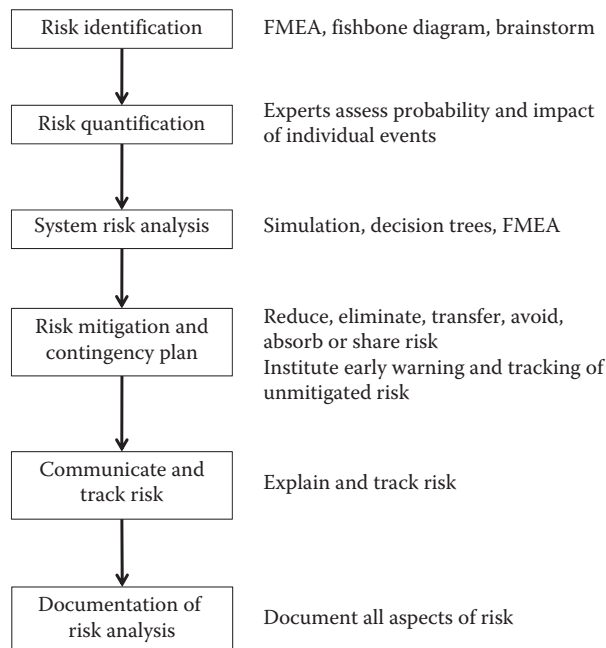 Risk identification
FMEA, fishbone diagram, brainstorm
Risk quantification
Experts assess probability and impact
of individual events
System risk analysis
Simulation, decision trees, FMEA
Risk mitigation and
contingency plan
Reduce, eliminate, transfer, avoid,
absorb or share risk
Institute early warning and tracking of
unmitigated risk
Communicate and
track risk
Explain and track risk
Documentation of
risk analysis
Document all aspects of risk